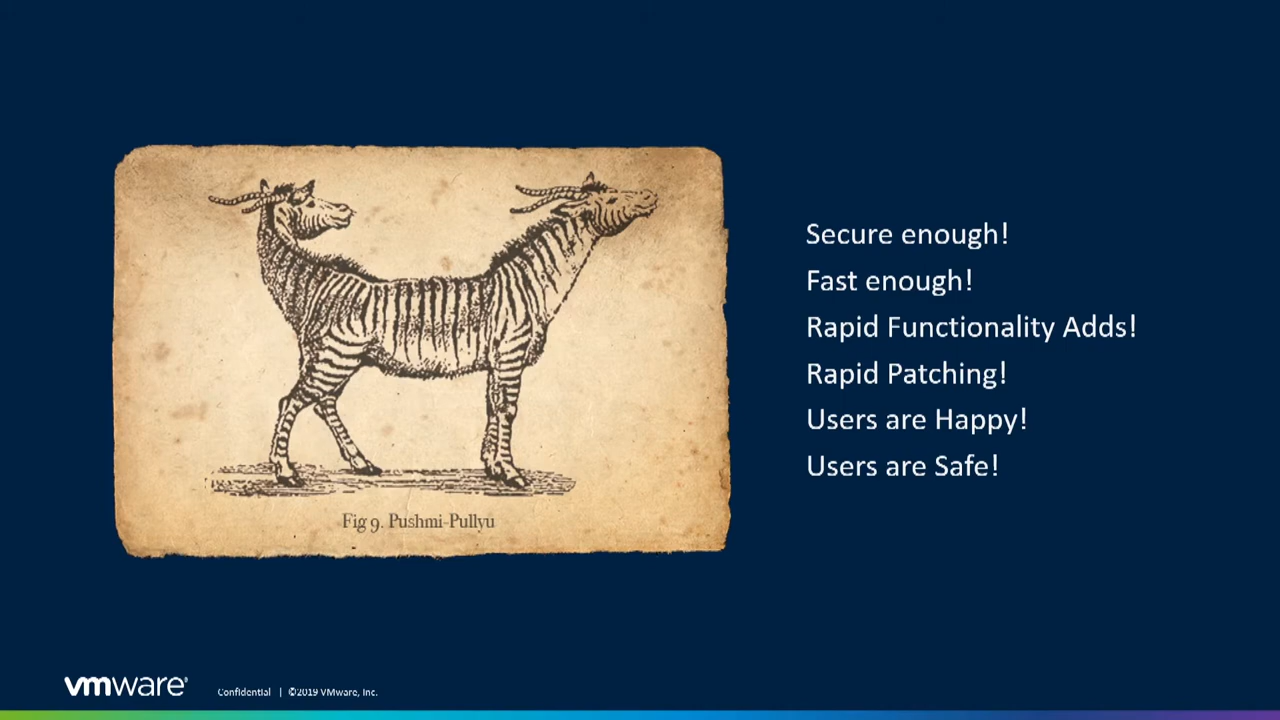 Secure enough!
Fast enough!
Rapid Functionality Adds!
Rapid Patching!
Users are Happy!
Users are Safe!
Fig 9. Pushmi-Pullyu
vmware®
Confidential | ©2019 VMware, Inc.